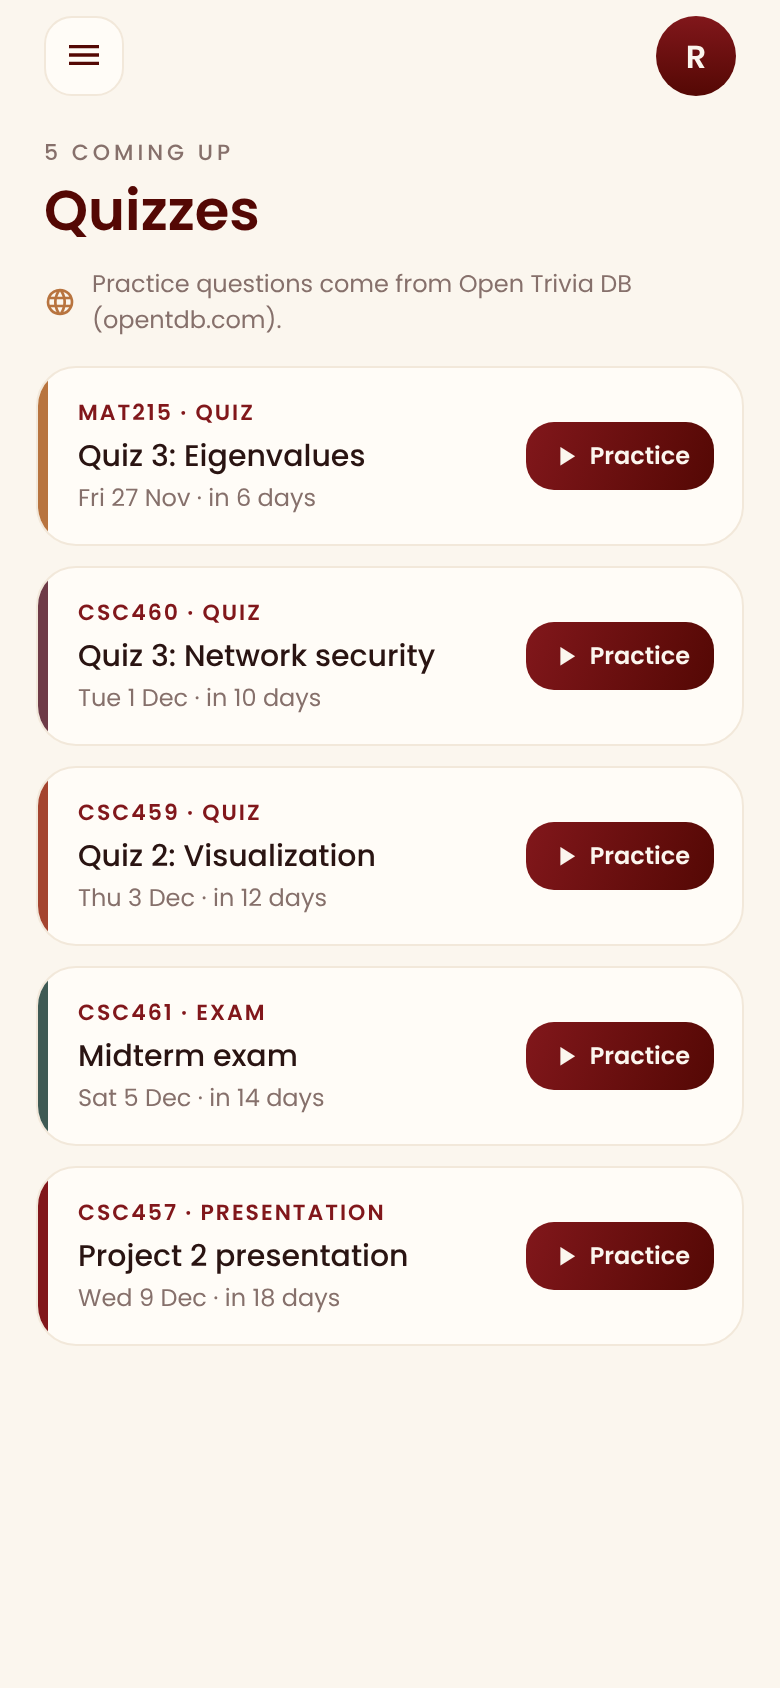 R
5 COMING UP
Quizzes
Practice questions come from Open Trivia DB
(opentdb.com).
MAT215 · QUIZ
Quiz 3: Eigenvalues
Fri 27 Nov · in 6 days
Practice
CSC460 · QUIZ
Quiz 3: Network security
Tue 1 Dec · in 10 days
Practice
CSC459 · QUIZ
Quiz 2: Visualization
Thu 3 Dec · in 12 days
Practice
CSC461 · EXAM
Midterm exam
Sat 5 Dec · in 14 days
Practice
CSC457 · PRESENTATION
Project 2 presentation
Wed 9 Dec · in 18 days
Practice